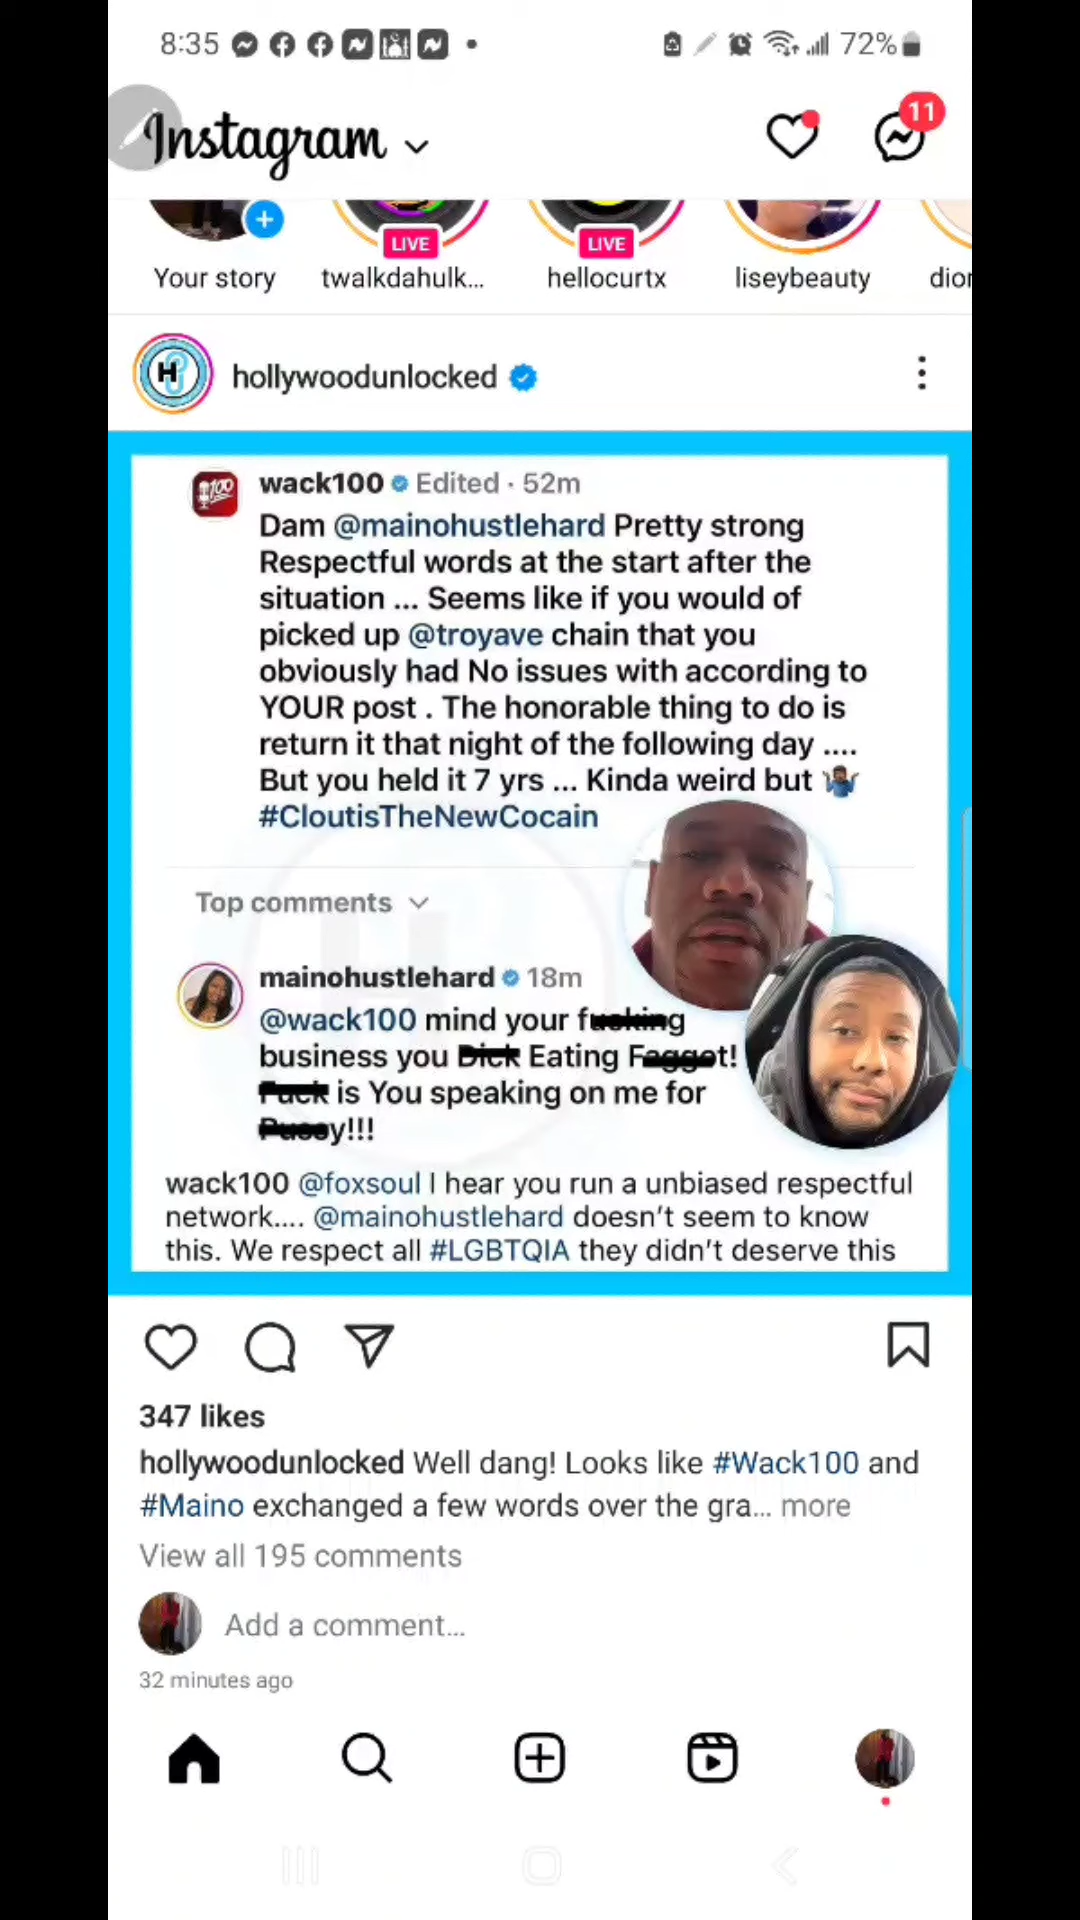 8:35
72%
Instagram
11
LIVE
LIVE
Your story
twalkdahulk...
hellocurtx
liseybeauty
dior
H
hollywoodunlocked
100
wack100 Edited · 52m
Dam @mainohustlehard Pretty strong
Respectful words at the start after the
situation ... Seems like if you would of
picked up @troyave chain that you
obviously had No issues with according to
YOUR post . The honorable thing to do is
return it that night of the following day ....
But you held it 7 yrs ... Kinda weird but 🤷🏾‍♂️
#CloutisTheNewCocain
Top comments
mainohustlehard 18m
@wack100 mind your fucking
business you Dick Eating Faggot!
Fuck is You speaking on me for
Pussy!!!
wack100 @foxsoul I hear you run a unbiased respectful
network.... @mainohustlehard doesn't seem to know
this. We respect all #LGBTQIA they didn't deserve this
347 likes
hollywoodunlocked Well dang! Looks like #Wack100 and
#Maino exchanged a few words over the gra... more
View all 195 comments
Add a comment...
32 minutes ago